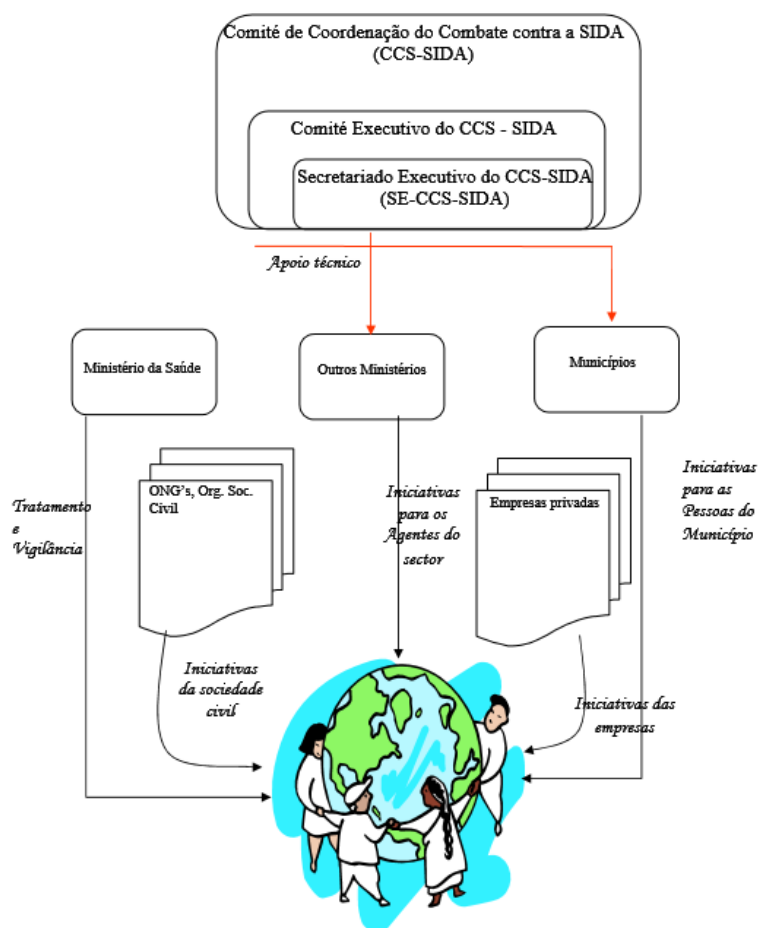 Comité de Coordenação do Combate contra a SIDA
(CCS-SIDA)
Comité Executivo do CCS - SIDA
Secretariado Executivo do CCS-SIDA
(SE-CCS-SIDA)
Apoio técnico
Ministério da Saúde
Outros Ministérios
Municípios
Tratamento
e
Vigilância
ONG's, Org. Soc.
Civil
Iniciativas
para os
Agentes do
sector
Empresas privadas
Iniciativas
para as
Pessoas do
Município
Iniciativas
da sociedade
civil
Iniciativas das
empresas